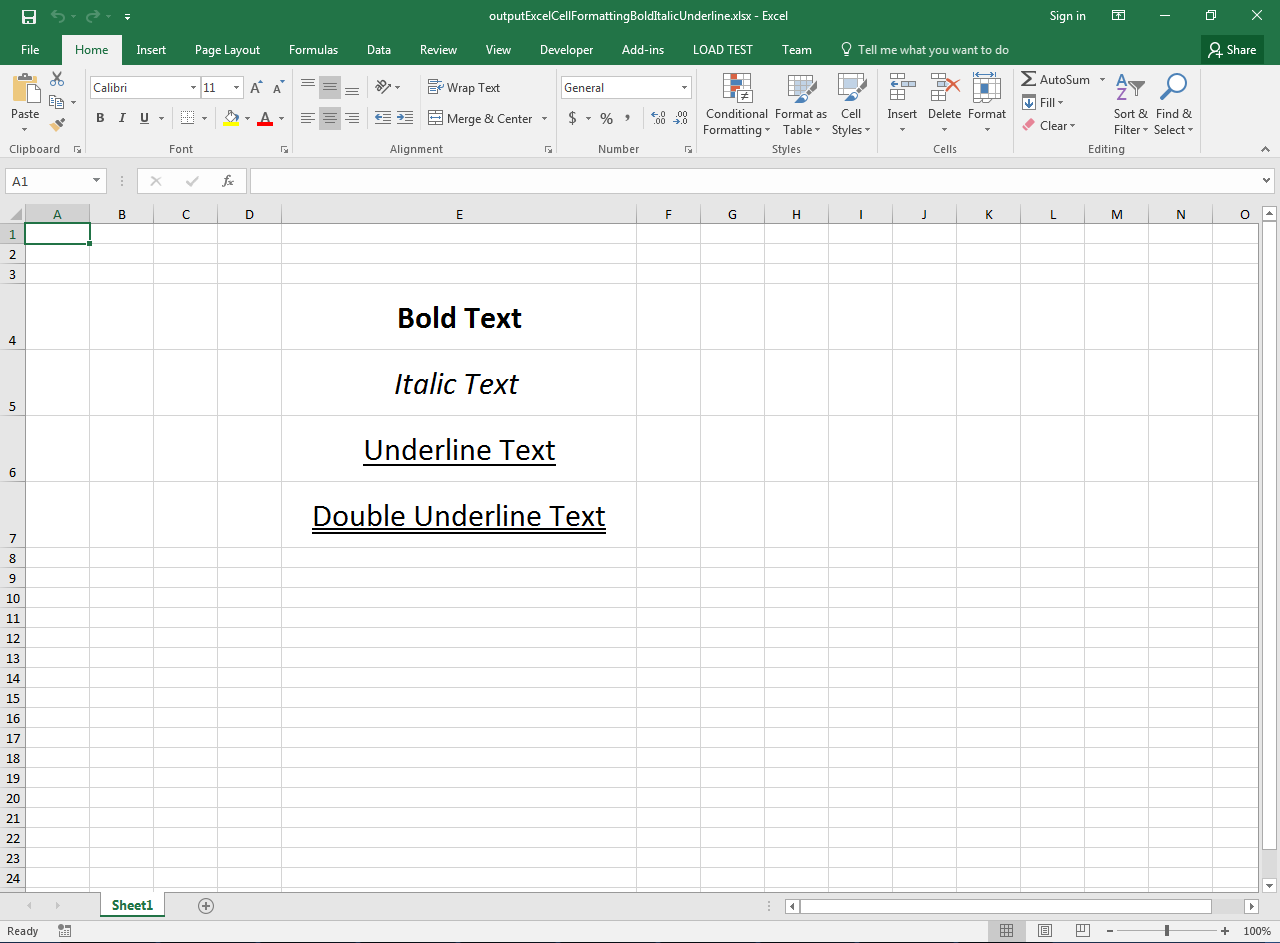 outputExcelCellFormattingBoldItalicUnderline.xlsx - Excel
Sign in
File Home Insert Page Layout Formulas Data Review View Developer Add-ins LOAD TEST Team Tell me what you want to do Share
Calibri 11 A A Wrap Text General AutoSum
Paste B I U A Merge & Center $ % , Conditional Formatting Format as Table Cell Styles Insert Delete Format Fill Clear Sort & Filter Find & Select
Clipboard Font Alignment Number Styles Cells Editing
A1 fx
A B C D E F G H I J K L M N O
1
2
3
4 Bold Text
5 Italic Text
6 Underline Text
7 Double Underline Text
8
9
10
11
12
13
14
15
16
17
18
19
20
21
22
23
24
Sheet1
Ready 100%